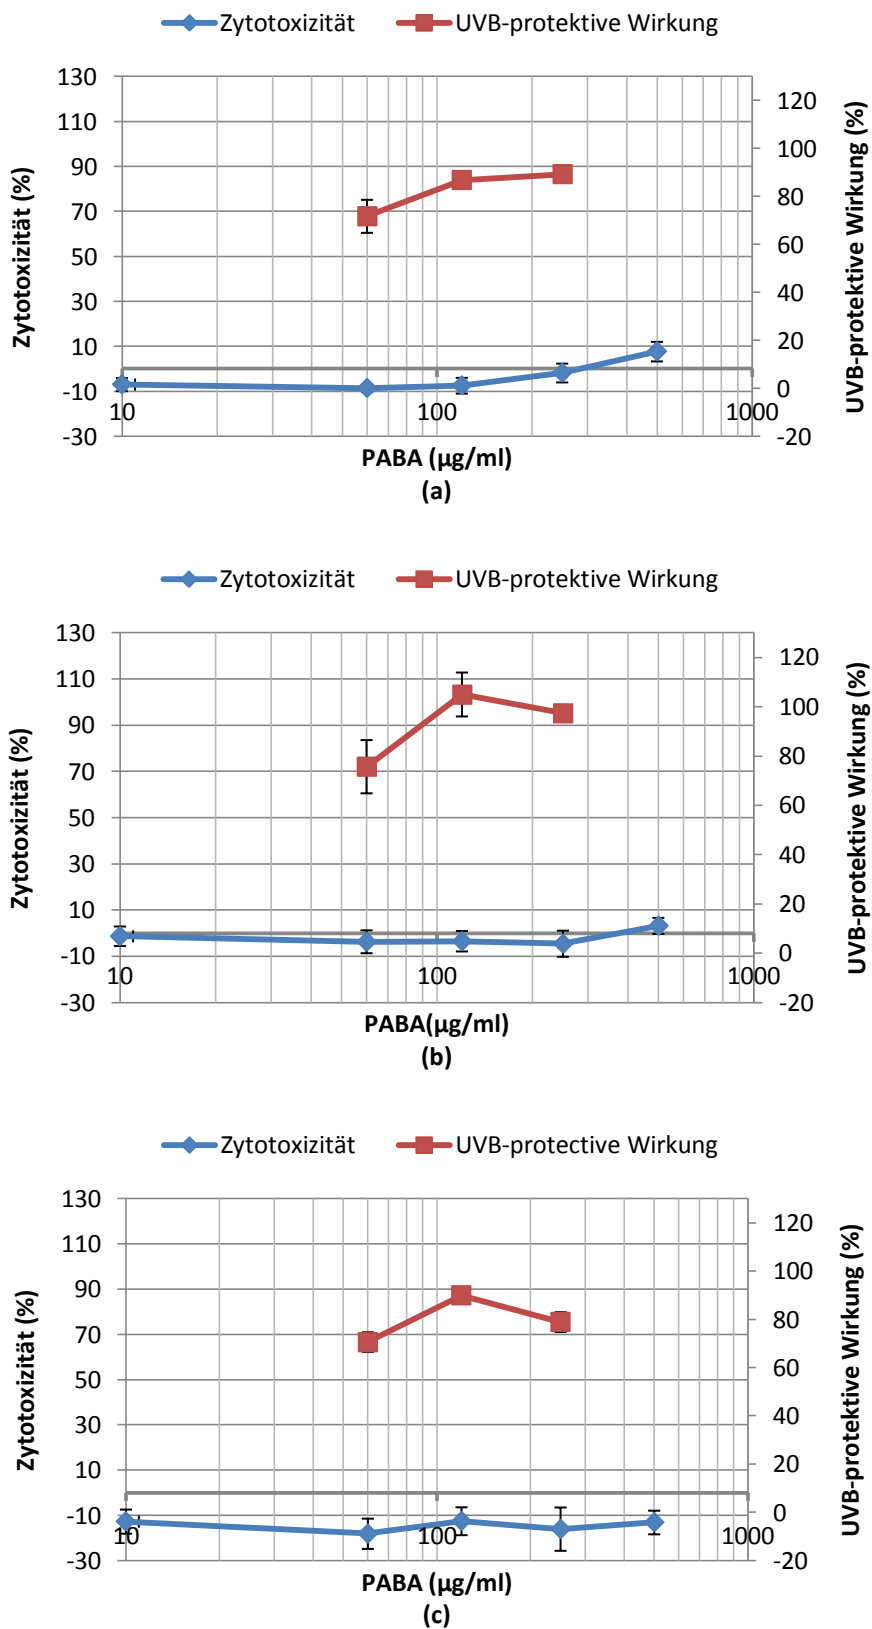 Zytotoxizität UVB-protektive Wirkung
130
110
90
70
50
30
10
-10
-30
Zytotoxizität (%)
120
100
80
60
40
20
0
-20
UVB-protektive Wirkung (%)
10 100 1000
PABA (µg/ml)
(a)
Zytotoxizität UVB-protektive Wirkung
130
110
90
70
50
30
10
-10
-30
Zytotoxizität (%)
120
100
80
60
40
20
0
-20
UVB-protektive Wirkung (%)
10 100 1000
PABA(µg/ml)
(b)
Zytotoxizität UVB-protective Wirkung
130
110
90
70
50
30
10
-10
-30
Zytotoxizität (%)
120
100
80
60
40
20
0
-20
UVB-protektive Wirkung (%)
10 100 1000
PABA (µg/ml)
(c)